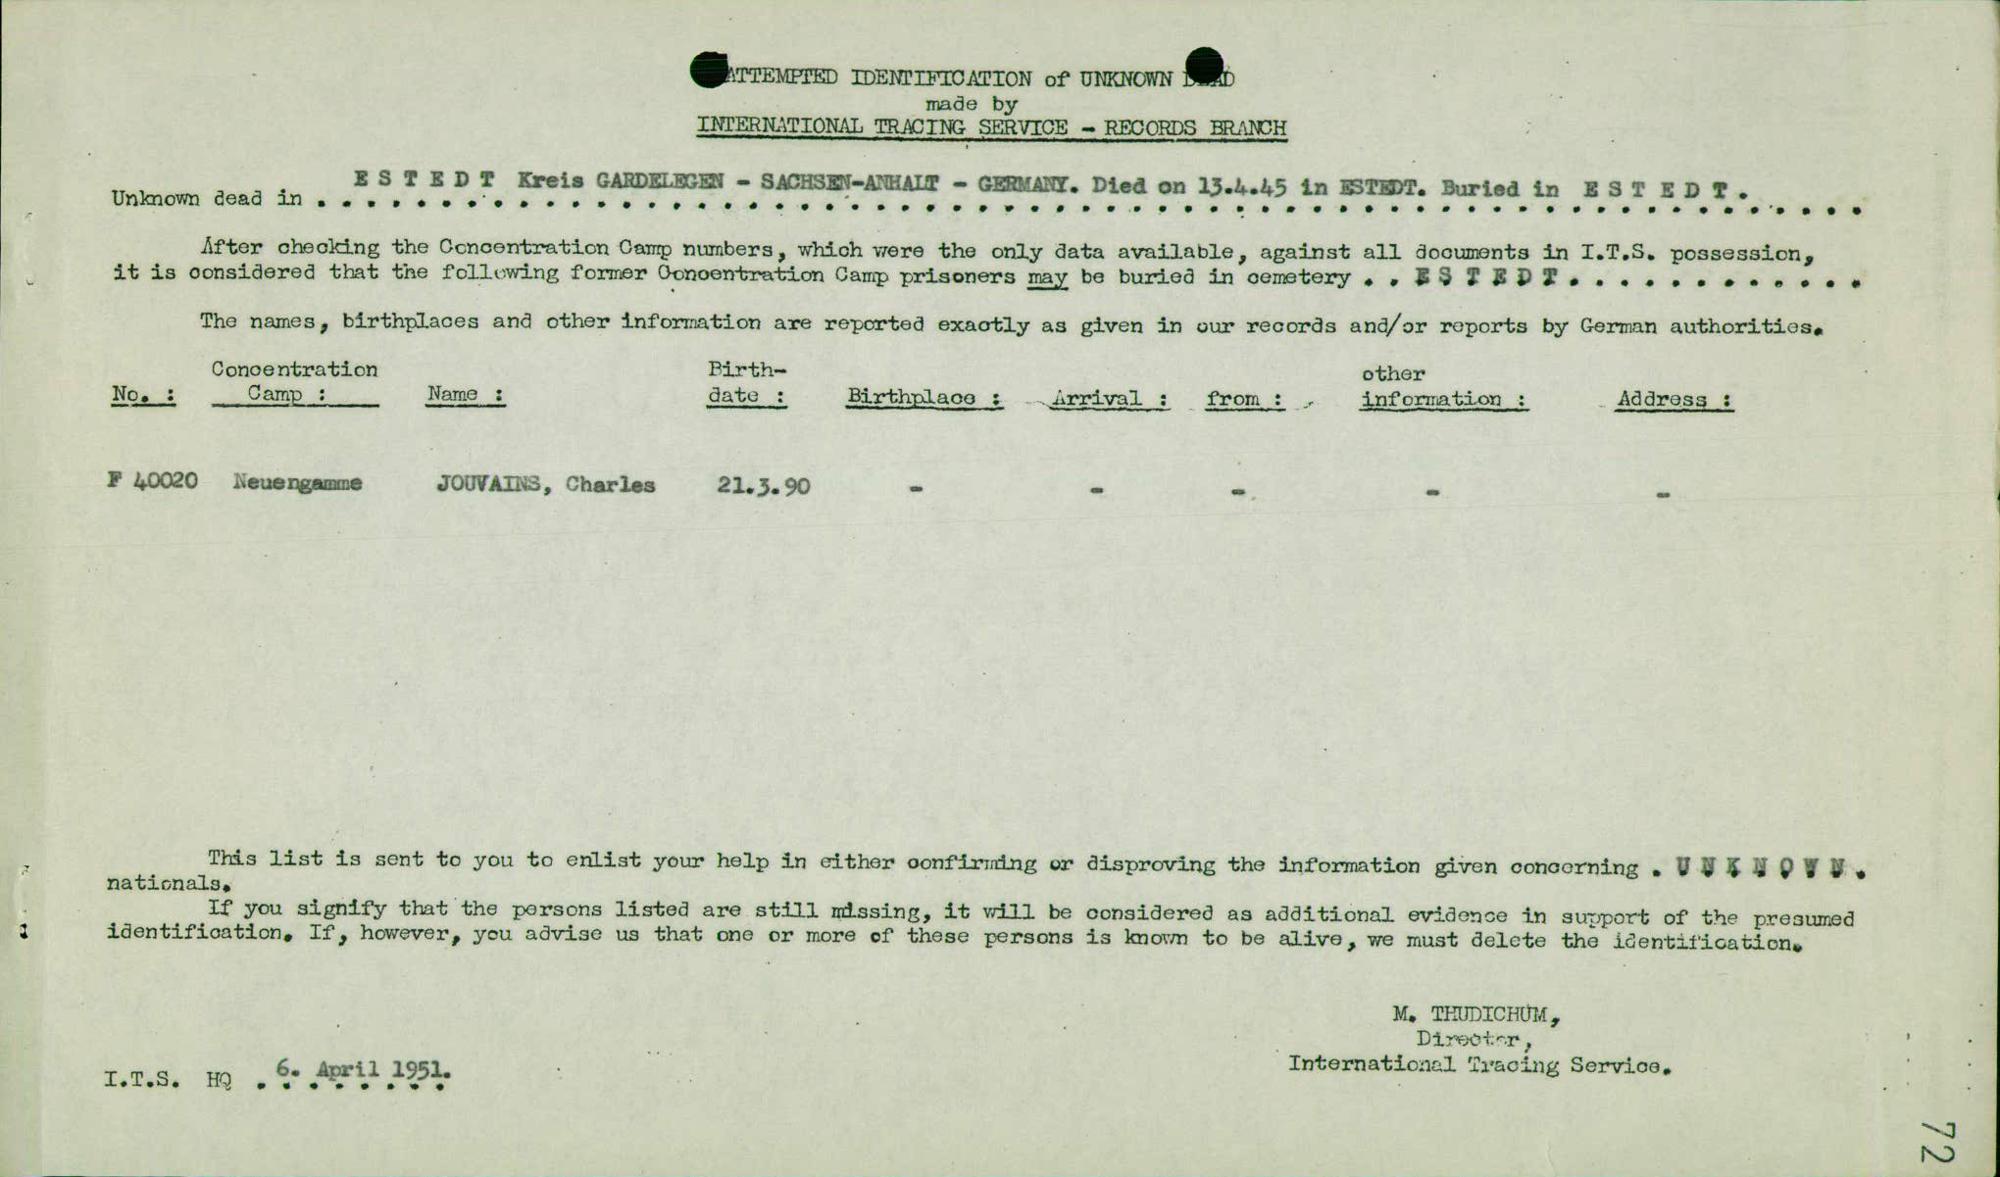 ATTEMPTED IDENTIFICATION of UNKNOWN DEAD
made by
INTERNATIONAL TRACING SERVICE - RECORDS BRANCH
Unknown dead in E S T E D T Kreis GARDELEGEN - SACHSEN-ANHALT - GERMANY. Died on 13.4.45 in ESTEDT. Buried in E S T E D T.
After checking the Concentration Camp numbers, which were the only data available, against all documents in I.T.S. possession,
it is considered that the following former Concentration Camp prisoners may be buried in cemetery . . E S T E D T . . . . . . . . . . . .
The names, birthplaces and other information are reported exactly as given in our records and/or reports by German authorities.
No. : Concentration Camp : Name : Birth-date : Birthplace : Arrival : from : other information : Address :
F 40020 Neuengamme JOUVAINS, Charles 21.3.90 - - - - -
This list is sent to you to enlist your help in either confirming or disproving the information given concerning . U N K N O W N .
nationals.
If you signify that the persons listed are still missing, it will be considered as additional evidence in support of the presumed
identification. If, however, you advise us that one or more of these persons is known to be alive, we must delete the identification.
M. THUDICHUM,
Director,
International Tracing Service.
I.T.S. HQ 6. April 1951.
72